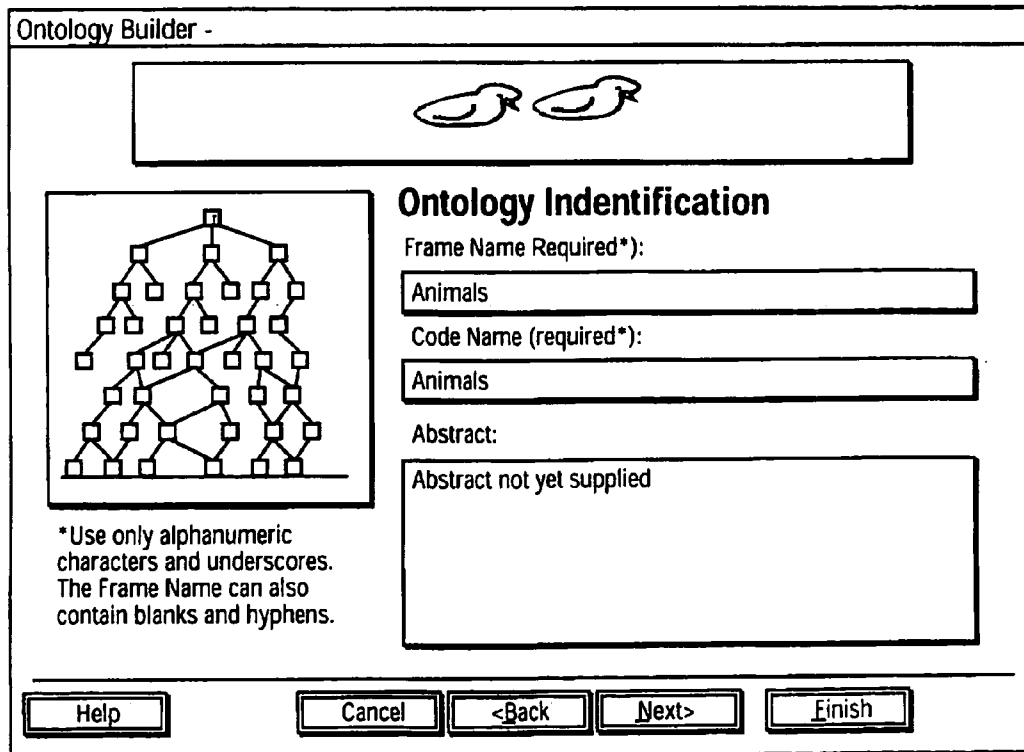 Ontology Builder -
Ontology Indentification
Frame Name Required*):
Animals
Code Name (required*):
Animals
Abstract:
Abstract not yet supplied
*Use only alphanumeric
characters and underscores.
The Frame Name can also
contain blanks and hyphens.
Help
Cancel
<Back
Next>
Finish